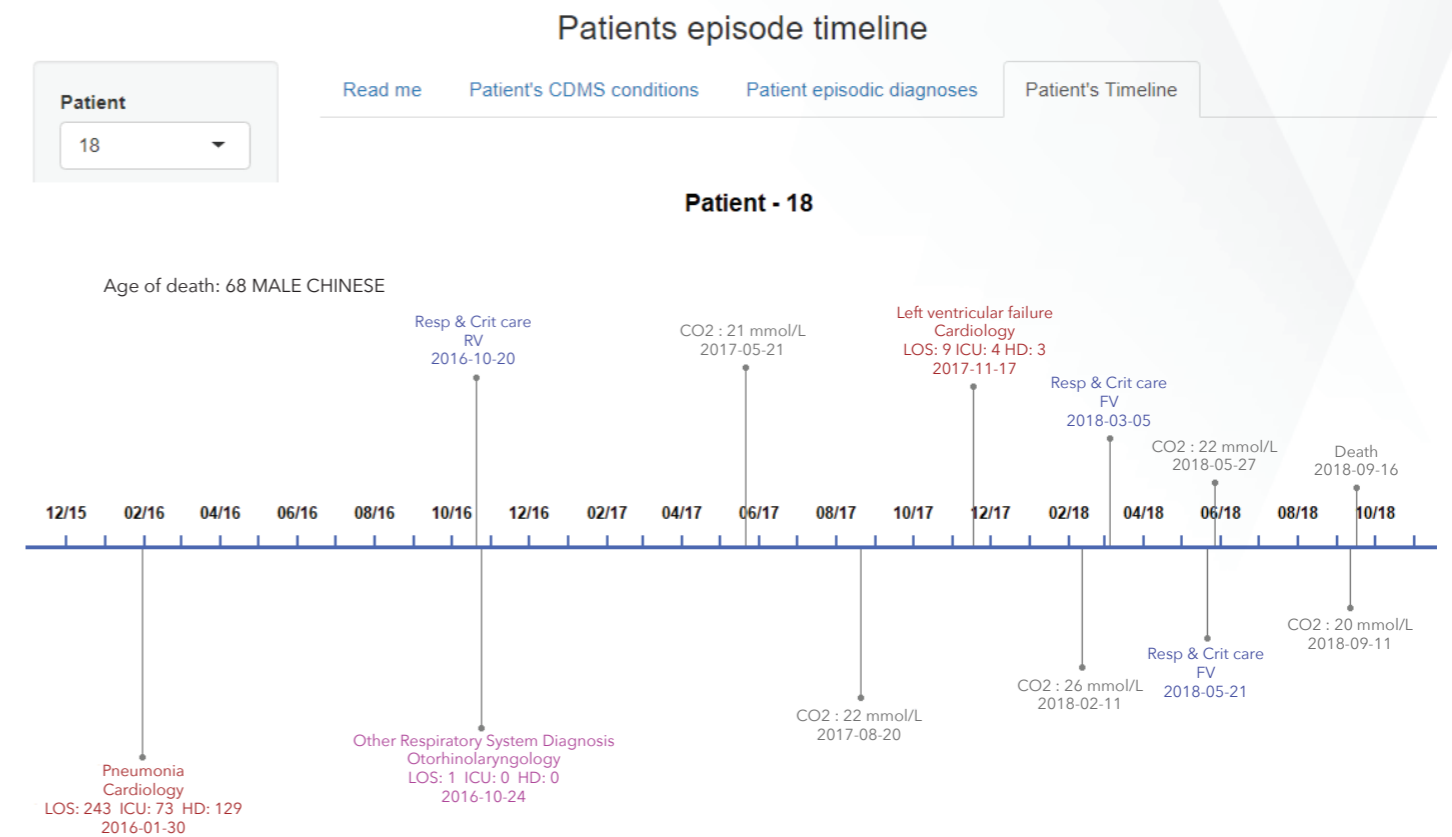 Patients episode timeline
Patient
18
Read me
Patient's CDMS conditions
Patient episodic diagnoses
Patient's Timeline
Patient - 18
Age of death: 68 MALE CHINESE
Resp & Crit care
RV
2016-10-20
CO2 : 21 mmol/L
2017-05-21
Left ventricular failure
Cardiology
LOS: 9 ICU: 4 HD: 3
2017-11-17
Resp & Crit care
FV
2018-03-05
CO2 : 22 mmol/L
2018-05-27
Death
2018-09-16
12/15 02/16 04/16 06/16 08/16 10/16 12/16 02/17 04/17 06/17 08/17 10/17 12/17 02/18 04/18 06/18 08/18 10/18
Pneumonia
Cardiology
LOS: 243 ICU: 73 HD: 129
2016-01-30
Other Respiratory System Diagnosis
Otorhinolaryngology
LOS: 1 ICU: 0 HD: 0
2016-10-24
CO2 : 22 mmol/L
2017-08-20
CO2 : 26 mmol/L
2018-02-11
Resp & Crit care
FV
2018-05-21
CO2 : 20 mmol/L
2018-09-11